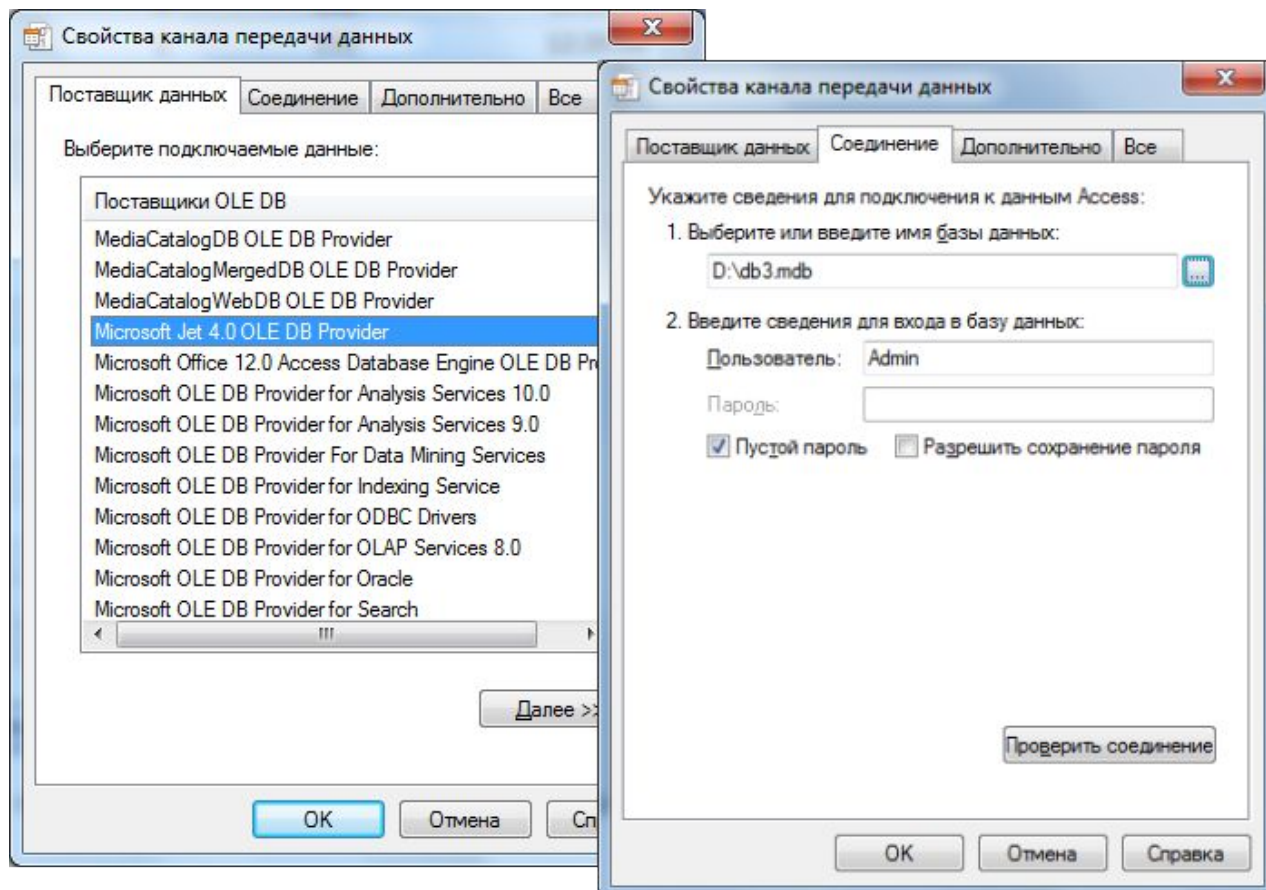 Свойства канала передачи данных
Поставщик данных Соединение Дополнительно Все
Выберите подключаемые данные:
Поставщики OLE DB
MediaCatalogDB OLE DB Provider
MediaCatalogMergedDB OLE DB Provider
MediaCatalogWebDB OLE DB Provider
Microsoft Jet 4.0 OLE DB Provider
Microsoft Office 12.0 Access Database Engine OLE DB Pr
Microsoft OLE DB Provider for Analysis Services 10.0
Microsoft OLE DB Provider for Analysis Services 9.0
Microsoft OLE DB Provider For Data Mining Services
Microsoft OLE DB Provider for Indexing Service
Microsoft OLE DB Provider for ODBC Drivers
Microsoft OLE DB Provider for OLAP Services 8.0
Microsoft OLE DB Provider for Oracle
Microsoft OLE DB Provider for Search
Далее >>
OK Отмена Сп
Свойства канала передачи данных
Поставщик данных Соединение Дополнительно Все
Укажите сведения для подключения к данным Access:
1. Выберите или введите имя базы данных:
D:\db3.mdb ...
2. Введите сведения для входа в базу данных:
Пользователь: Admin
Пароль:
Пустой пароль Разрешить сохранение пароля
Проверить соединение
OK Отмена Справка